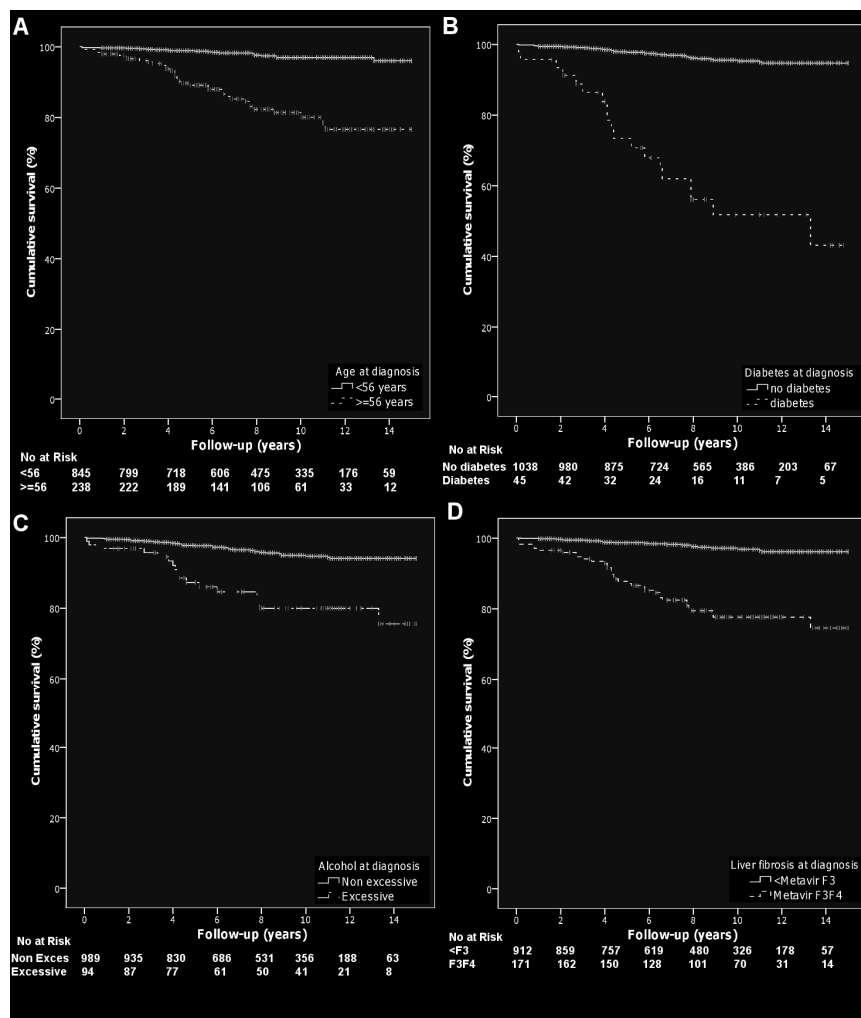 A
100
80
60
40
20
0
Cumulative survival (%)
Age at diagnosis
<56 years
>=56 years
0 2 4 6 8 10 12 14
Follow-up (years)
No at Risk
<56 845 799 718 606 475 335 176 59
>=56 238 222 189 141 106 61 33 12
B
100
80
60
40
20
0
Cumulative survival (%)
Diabetes at diagnosis
no diabetes
diabetes
0 2 4 6 8 10 12 14
Follow-up (years)
No at Risk
No diabetes 1038 980 875 724 565 386 203 67
Diabetes 45 42 32 24 16 11 7 5
C
100
80
60
40
20
0
Cumulative survival (%)
Alcohol at diagnosis
Non excessive
Excessive
0 2 4 6 8 10 12 14
Follow-up (years)
No at Risk
Non Exces 989 935 830 686 531 356 188 63
Excessive 94 87 77 61 50 41 21 8
D
100
80
60
40
20
0
Cumulative survival (%)
Liver fibrosis at diagnosis
<Metavir F3
Metavir F3F4
0 2 4 6 8 10 12 14
Follow-up (years)
No at Risk
<F3 912 859 757 619 480 326 178 57
F3F4 171 162 150 128 101 70 31 14